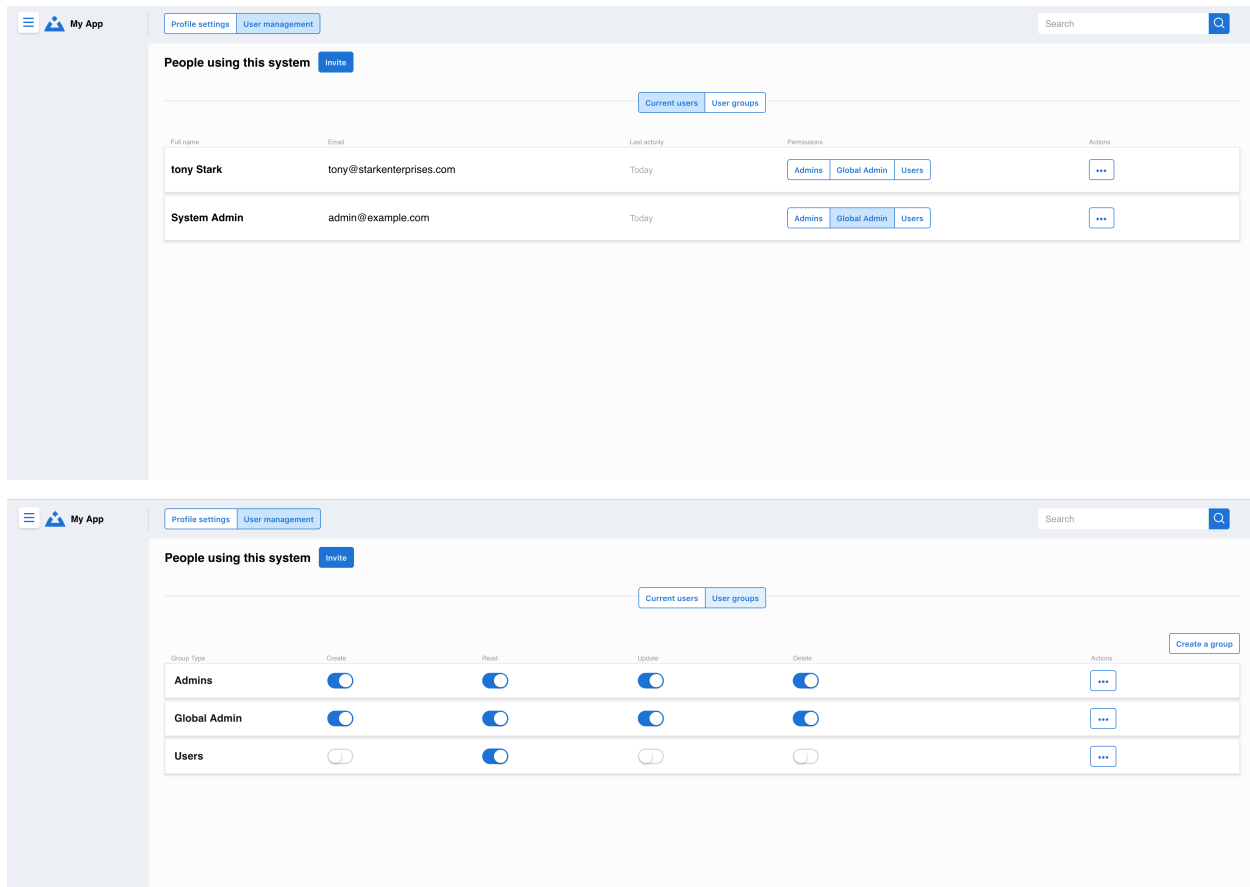 My App
Profile settings User management
Search
People using this system Invite
Current users User groups
Full name Email Last activity Permissions Actions
tony Stark tony@starkenterprises.com Today Admins Global Admin Users
System Admin admin@example.com Today Admins Global Admin Users
My App
Profile settings User management
Search
People using this system Invite
Current users User groups
Create a group
Group Type Create Read Update Delete Actions
Admins
Global Admin
Users